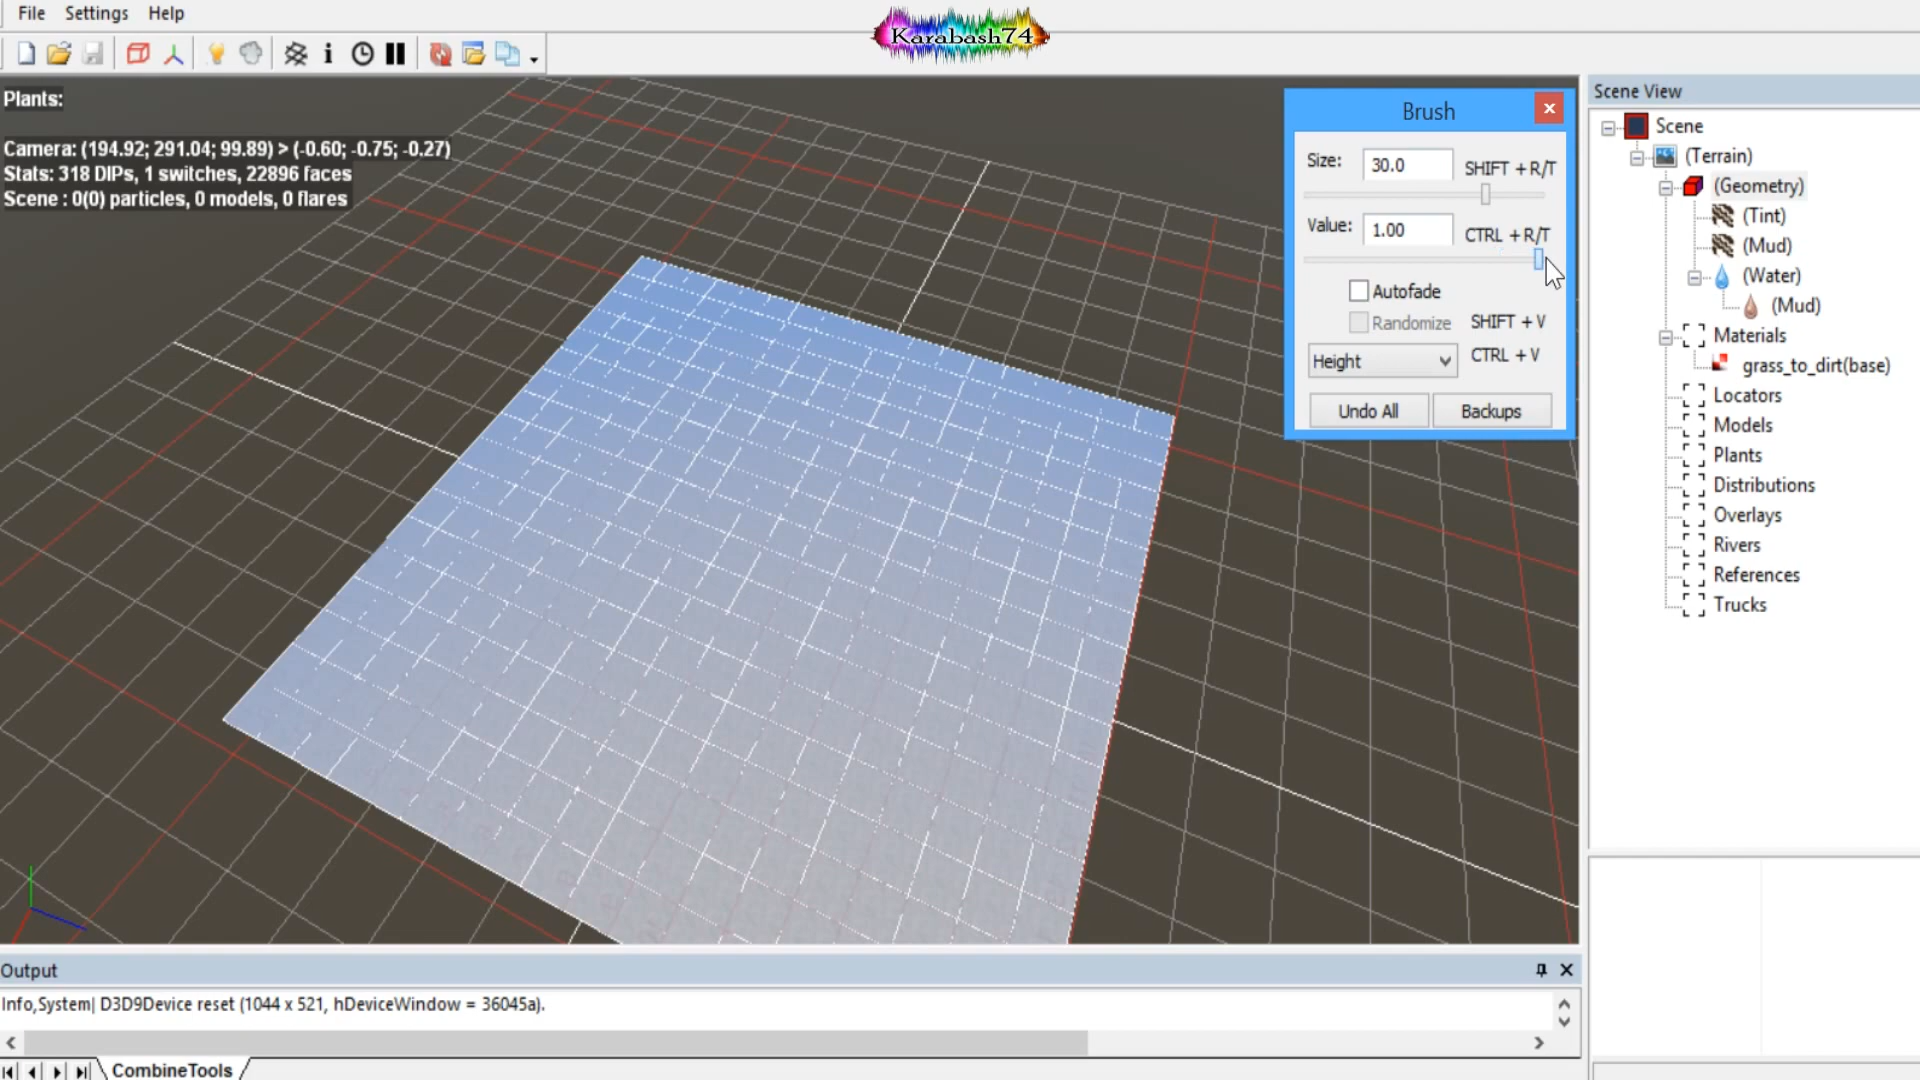 File Settings Help
Karabash74
Plants:
Camera: (194.92; 291.04; 99.89) > (-0.60; -0.75; -0.27)
Stats: 318 DIPs, 1 switches, 22896 faces
Scene : 0(0) particles, 0 models, 0 flares
Brush
Size: 30.0 SHIFT +R/T
Value: 1.00 CTRL +R/T
Autofade
Randomize SHIFT + V
Height CTRL + V
Undo All Backups
Scene View
Scene
(Terrain)
(Geometry)
(Tint)
(Mud)
(Water)
(Mud)
Materials
grass_to_dirt(base)
Locators
Models
Plants
Distributions
Overlays
Rivers
References
Trucks
Output
Info,System| D3D9Device reset (1044 x 521, hDeviceWindow = 36045a).
CombineTools